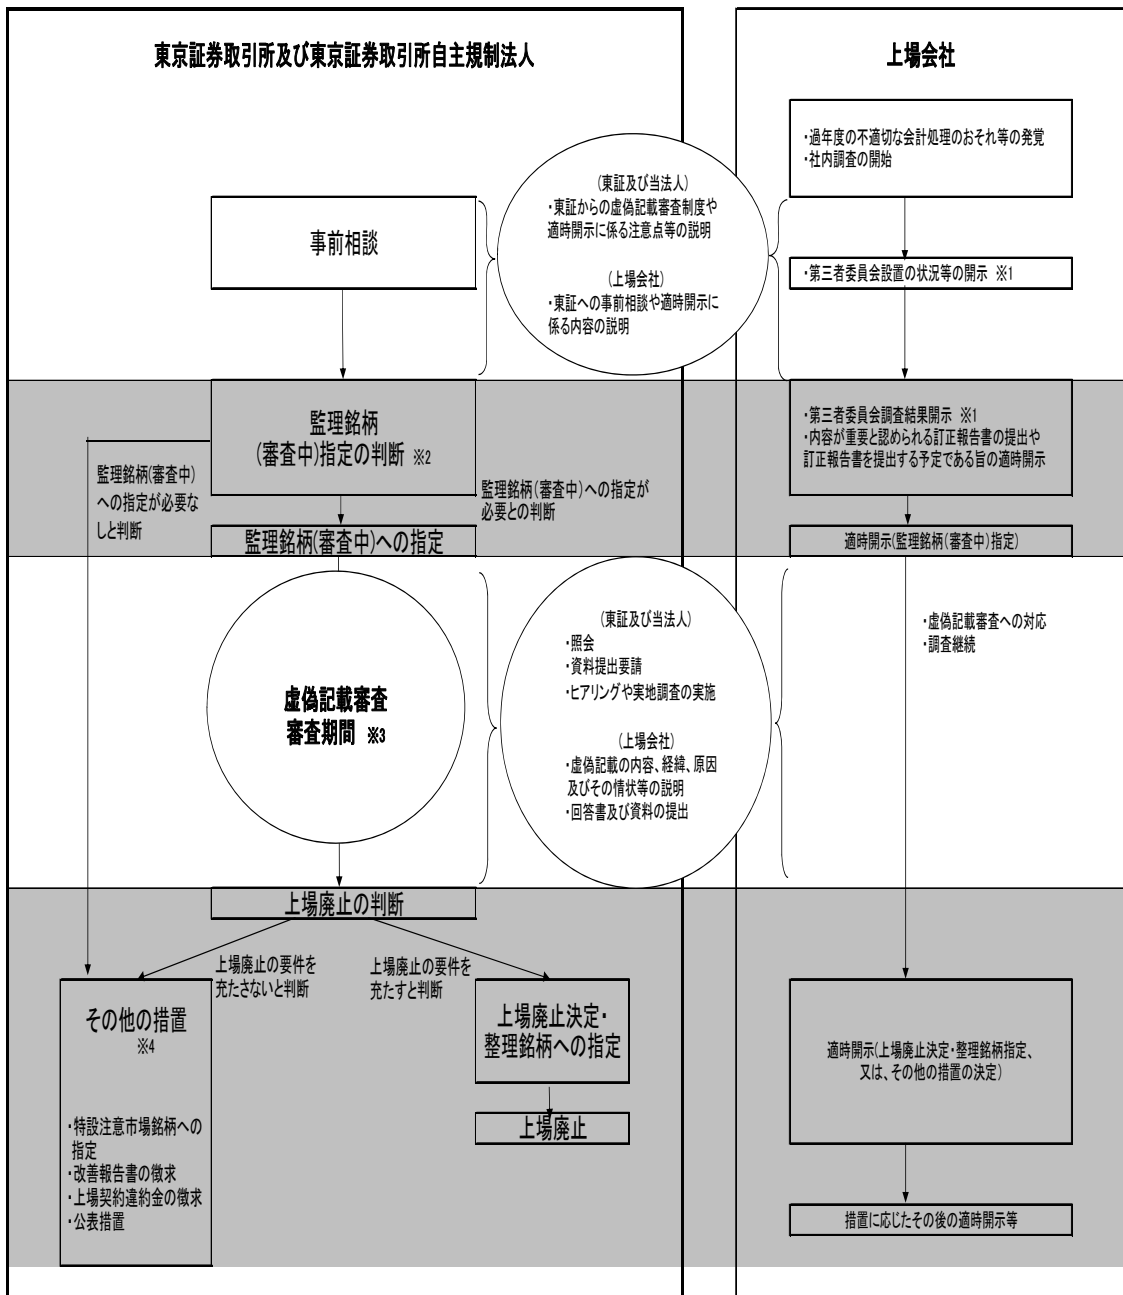 東京証券取引所及び東京証券取引所自主規制法人
上場会社
・過年度の不適切な会計処理のおそれ等の発覚
・社内調査の開始
(東証及び当法人)
・東証からの虚偽記載審査制度や
適時開示に係る注意点等の説明
(上場会社)
・東証への事前相談や適時開示に
係る内容の説明
事前相談
・第三者委員会設置の状況等の開示 ※1
監理銘柄
(審査中)指定の判断 ※2
・第三者委員会調査結果開示 ※1
・内容が重要と認められる訂正報告書の提出や
訂正報告書を提出する予定である旨の適時開示
監理銘柄(審査中)
への指定が必要な
しと判断
監理銘柄(審査中)への指定が
必要との判断
監理銘柄(審査中)への指定
適時開示(監理銘柄(審査中)指定)
虚偽記載審査
審査期間 ※3
(東証及び当法人)
・照会
・資料提出要請
・ヒアリングや実地調査の実施
(上場会社)
・虚偽記載の内容、経緯、原因
及びその情状等の説明
・回答書及び資料の提出
・虚偽記載審査への対応
・調査継続
上場廃止の判断
上場廃止の要件を
充たさないと判断
上場廃止の要件を
充たすと判断
その他の措置
※4
・特設注意市場銘柄への
指定
・改善報告書の徴求
・上場契約違約金の徴求
・公表措置
上場廃止決定・
整理銘柄への指定
上場廃止
適時開示(上場廃止決定・整理銘柄指定、
又は、その他の措置の決定)
措置に応じたその後の適時開示等